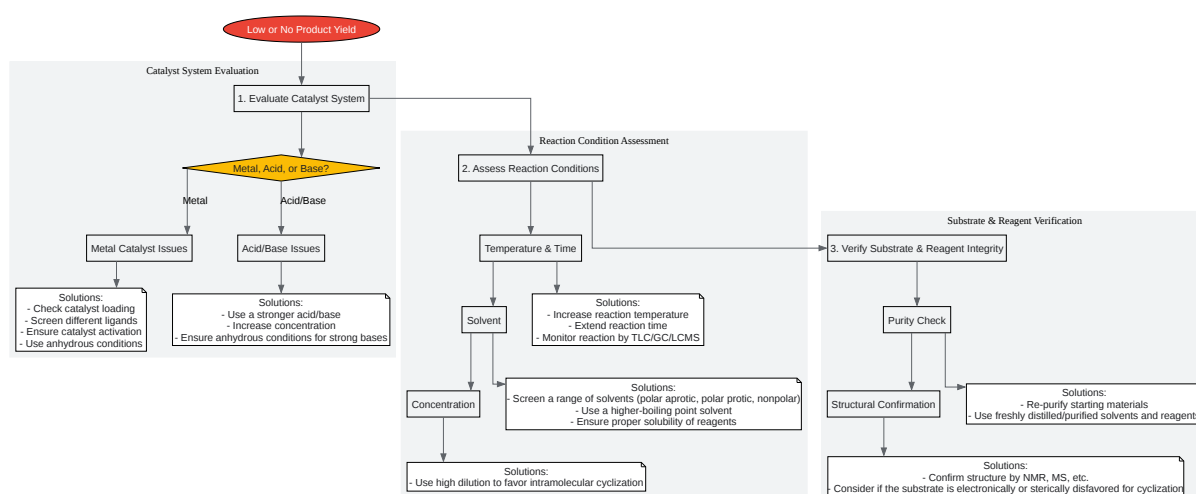 Low or No Product Yield
Catalyst System Evaluation
1. Evaluate Catalyst System
Metal, Acid, or Base?
Metal
Acid/Base
Metal Catalyst Issues
Acid/Base Issues
Solutions:
- Check catalyst loading
- Screen different ligands
- Ensure catalyst activation
- Use anhydrous conditions
Solutions:
- Use a stronger acid/base
- Increase concentration
- Ensure anhydrous conditions for strong bases
Reaction Condition Assessment
2. Assess Reaction Conditions
Temperature & Time
Solvent
Solutions:
- Increase reaction temperature
- Extend reaction time
- Monitor reaction by TLC/GC/LCMS
Concentration
Solutions:
- Screen a range of solvents (polar aprotic, polar protic, nonpolar)
- Use a higher-boiling point solvent
- Ensure proper solubility of reagents
Solutions:
- Use high dilution to favor intramolecular cyclization
Substrate & Reagent Verification
3. Verify Substrate & Reagent Integrity
Purity Check
Structural Confirmation
Solutions:
- Re-purify starting materials
- Use freshly distilled/purified solvents and reagents
Solutions:
- Confirm structure by NMR, MS, etc.
- Consider if the substrate is electronically or sterically disfavored for cyclization